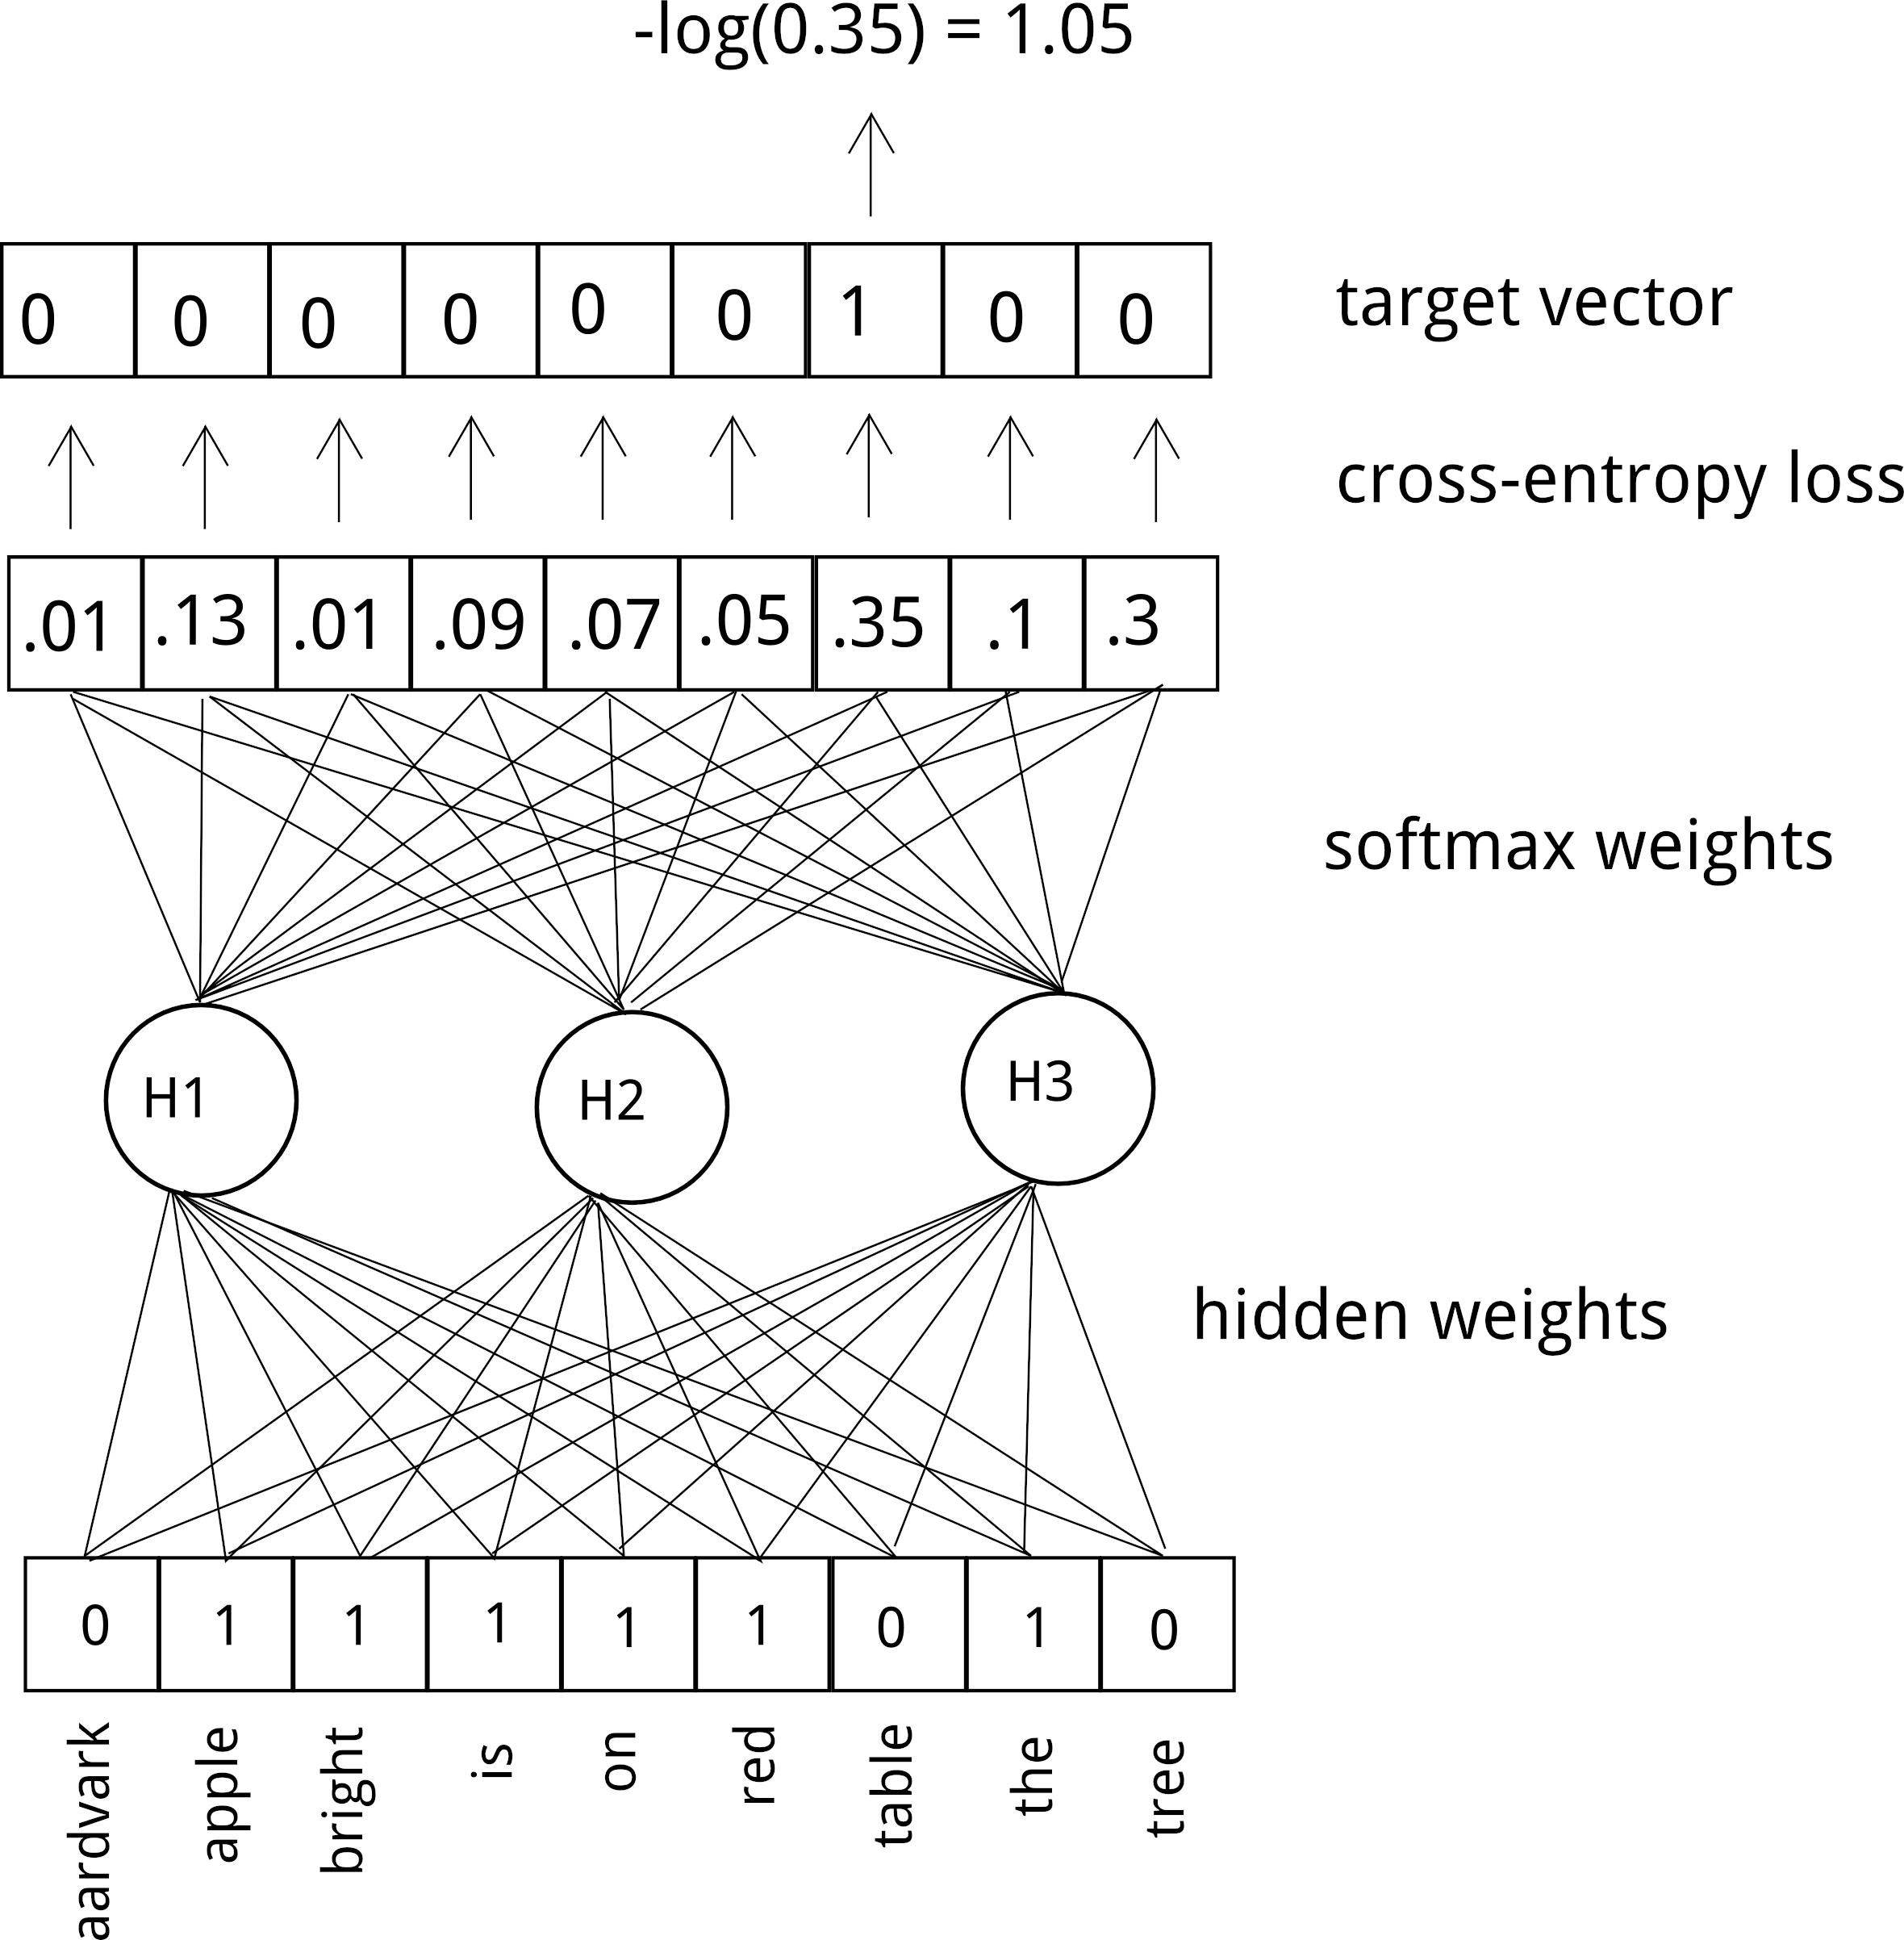 -log(0.35) = 1.05
0 0 0 0 0 0 1 0 0
target vector
cross-entropy loss
.01 .13 .01 .09 .07 .05 .35 .1 .3
softmax weights
H1 H2 H3
hidden weights
0 1 1 1 1 1 0 1 0
aardvark
apple
bright
is
on
red
table
the
tree